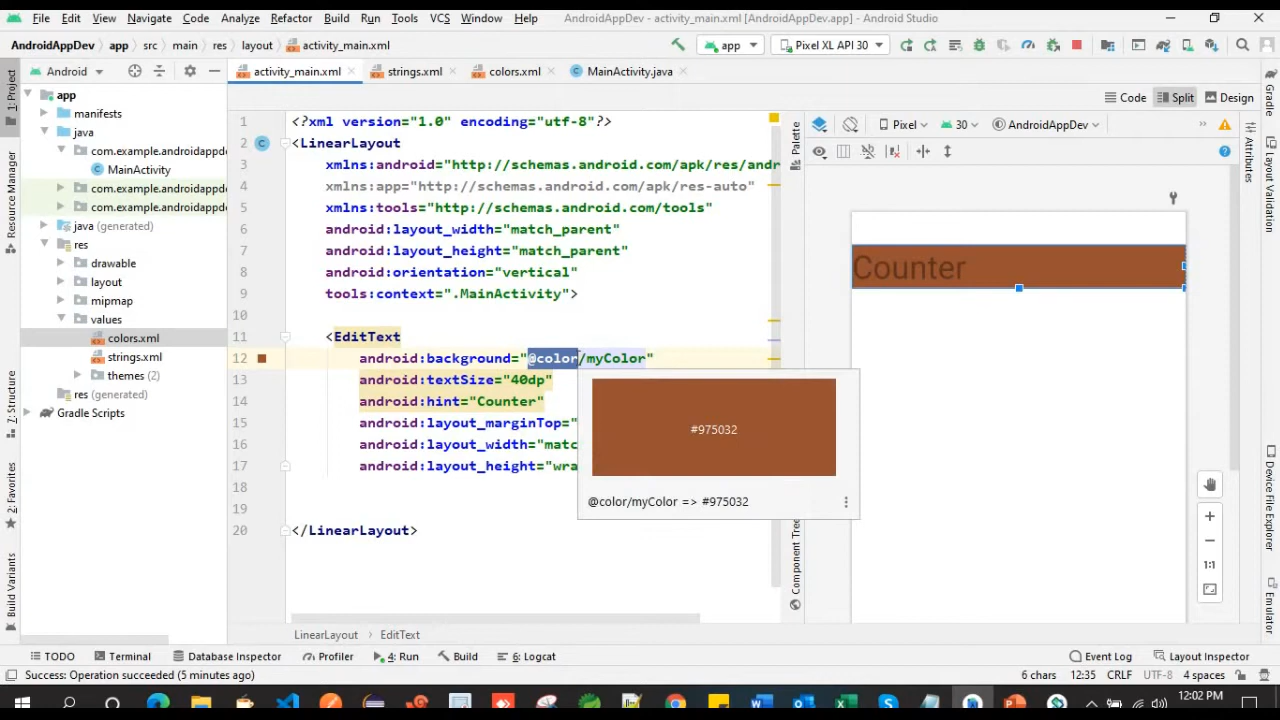 File Edit View Navigate Code Analyze Refactor Build Run Tools VCS Window Help AndroidAppDev - activity_main.xml [AndroidAppDev.app] - Android Studio
AndroidAppDev app src main res layout activity_main.xml app Pixel XL API 30
Android activity_main.xml strings.xml colors.xml MainActivity.java
Code Split Design
1: Project
Resource Manager
Z: Structure
2: Favorites
Build Variants
app
manifests
java
com.example.androidappde
MainActivity
com.example.androidappd
com.example.androidappd
java (generated)
res
drawable
layout
mipmap
values
colors.xml
strings.xml
themes (2)
res (generated)
Gradle Scripts
1 <?xml version="1.0" encoding="utf-8"?>
2 <LinearLayout
3 xmlns:android="http://schemas.android.com/apk/res/andr
4 xmlns:app="http://schemas.android.com/apk/res-auto"
5 xmlns:tools="http://schemas.android.com/tools"
6 android:layout_width="match_parent"
7 android:layout_height="match_parent"
8 android:orientation="vertical"
9 tools:context=".MainActivity">
10
11 <EditText
12 android:background="@color/myColor"
13 android:textSize="40dp"
14 android:hint="Counter"
15 android:layout_marginTop="
16 android:layout_width="matc
17 android:layout_height="wra
18
19
20 </LinearLayout>
#975032
@color/myColor => #975032
LinearLayout EditText
Palette
Component Tree
Pixel 30 AndroidAppDev
Counter
1:1
Gradle
Attributes
Layout Validation
Device File Explorer
Emulator
TODO Terminal Database Inspector Profiler 4: Run Build 6: Logcat Event Log Layout Inspector
Success: Operation succeeded (5 minutes ago) 6 chars 12:35 CRLF UTF-8 4 spaces
12:02 PM